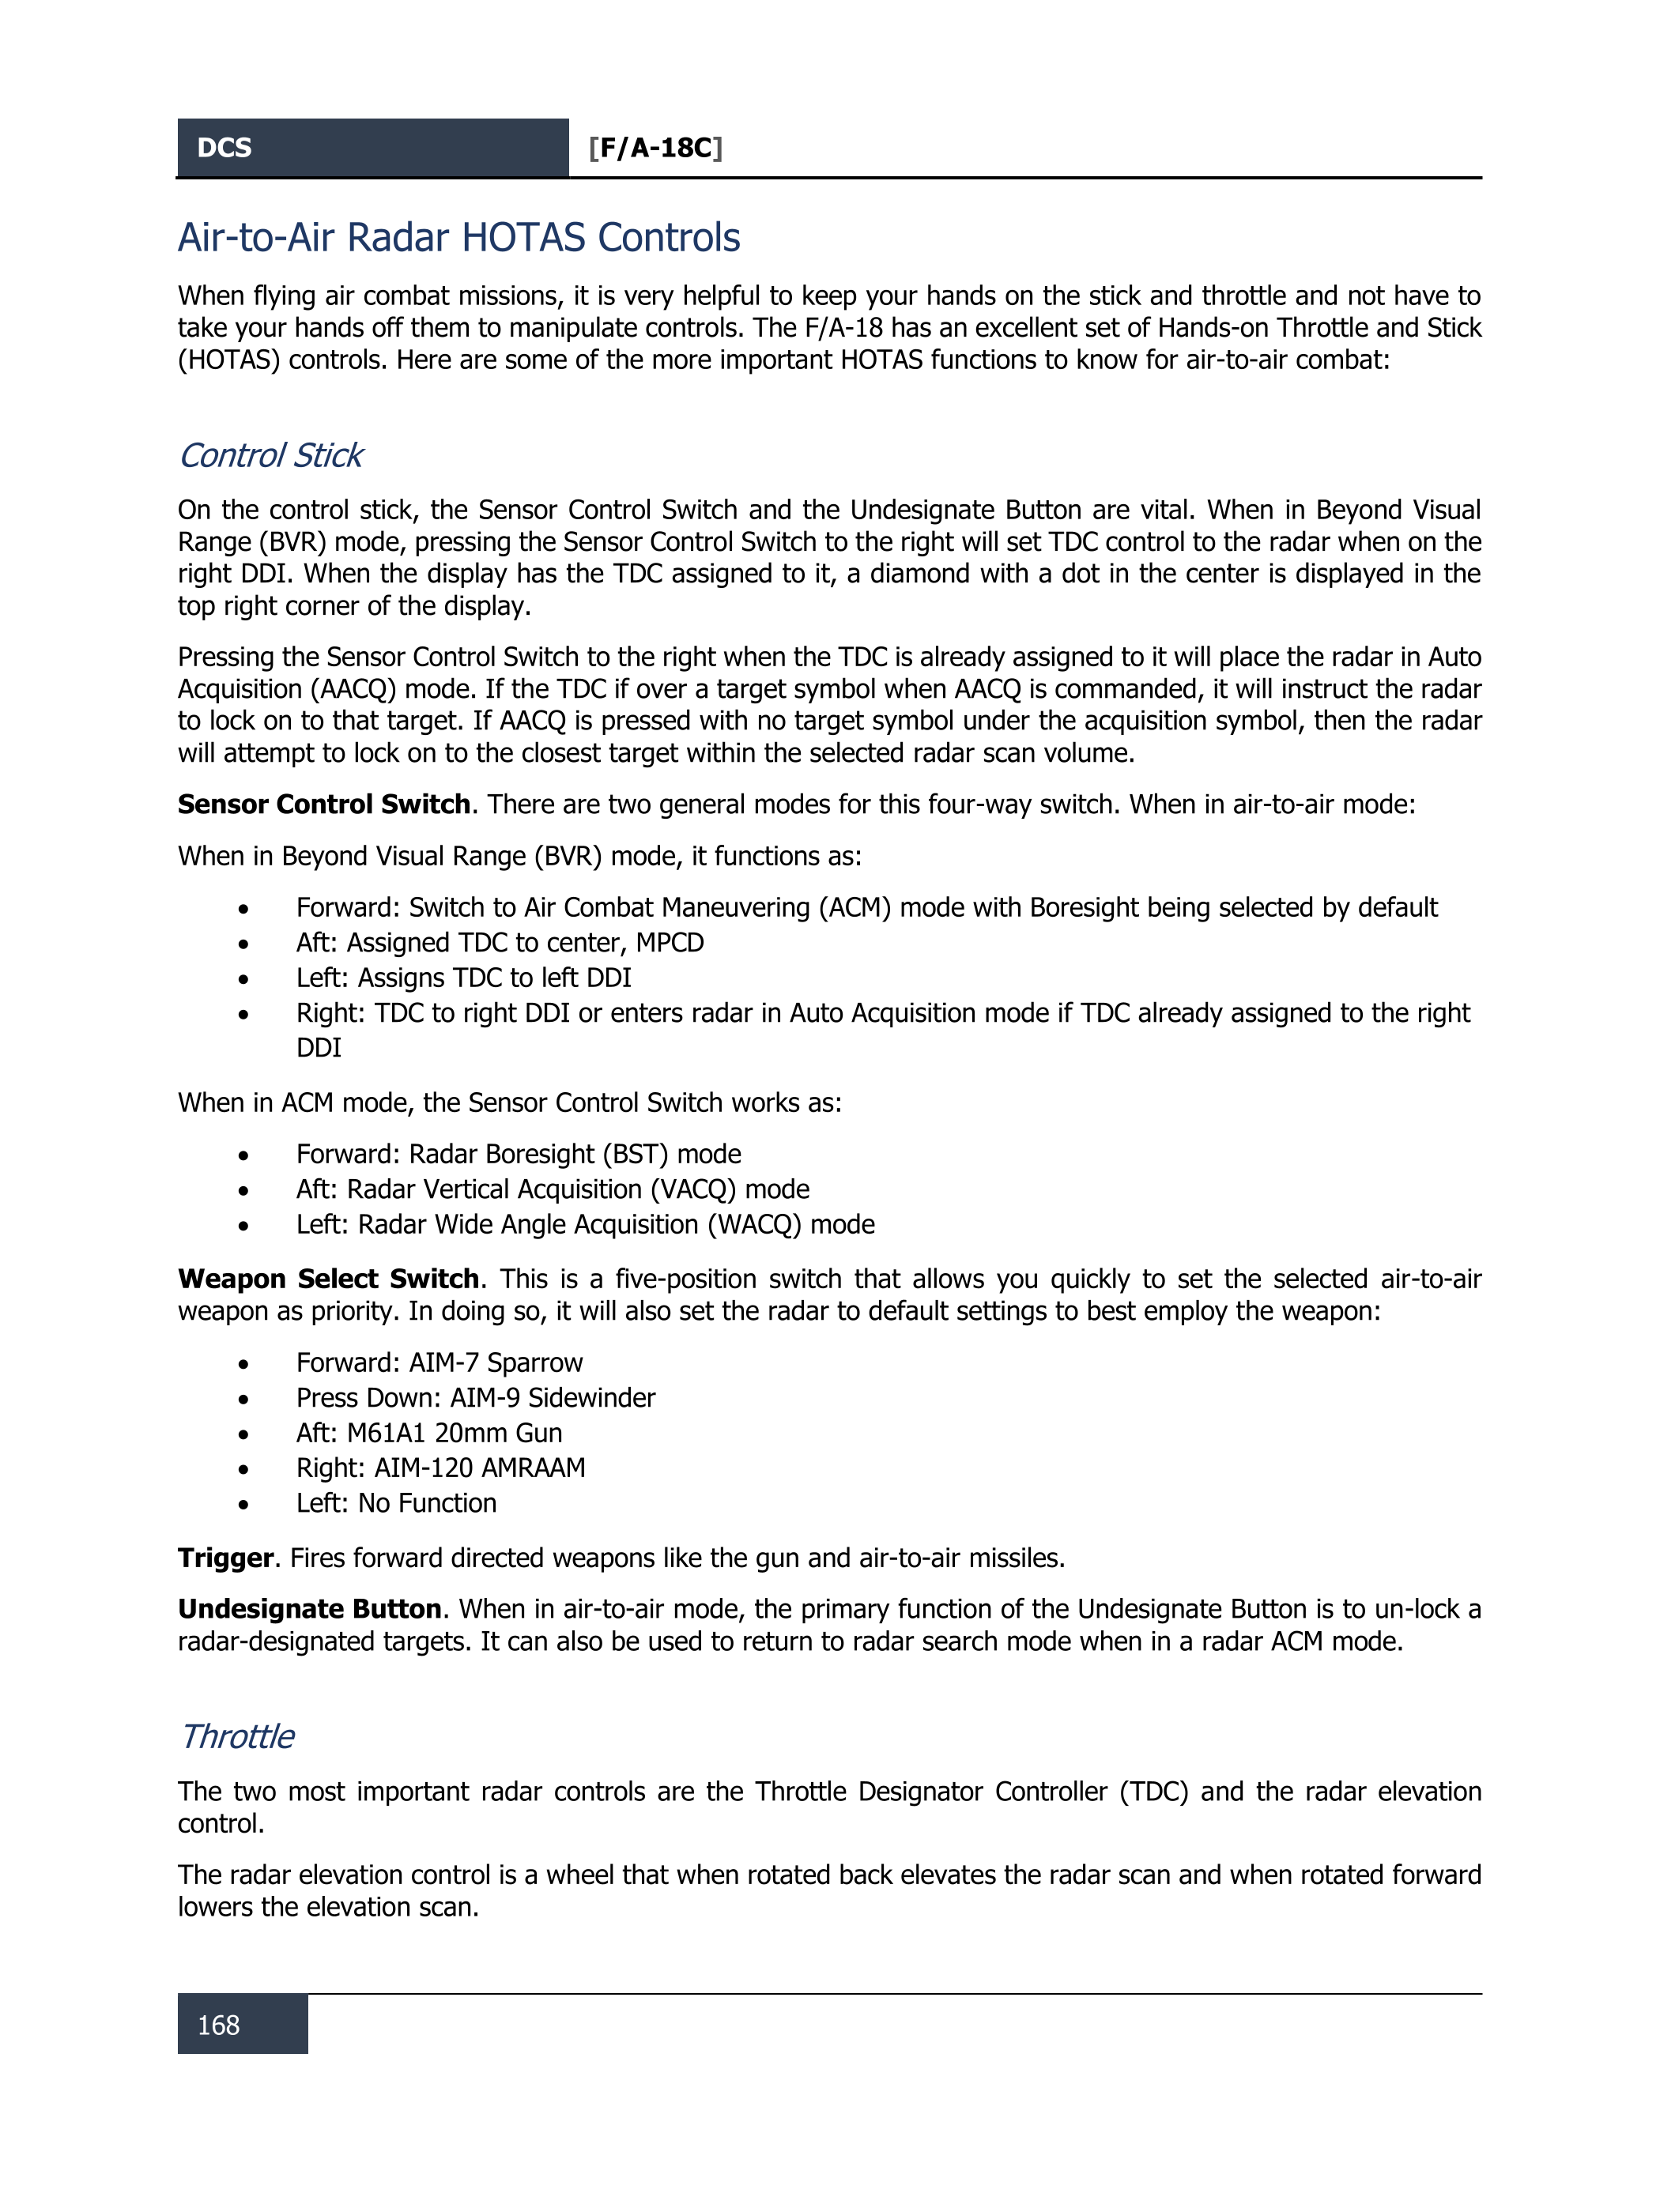 DCS [F/A-18C]
Air-to-Air Radar HOTAS Controls
When flying air combat missions, it is very helpful to keep your hands on the stick and throttle and not have to
take your hands off them to manipulate controls. The F/A-18 has an excellent set of Hands-on Throttle and Stick
(HOTAS) controls. Here are some of the more important HOTAS functions to know for air-to-air combat:
Control Stick
On the control stick, the Sensor Control Switch and the Undesignate Button are vital. When in Beyond Visual
Range (BVR) mode, pressing the Sensor Control Switch to the right will set TDC control to the radar when on the
right DDI. When the display has the TDC assigned to it, a diamond with a dot in the center is displayed in the
top right corner of the display.
Pressing the Sensor Control Switch to the right when the TDC is already assigned to it will place the radar in Auto
Acquisition (AACQ) mode. If the TDC if over a target symbol when AACQ is commanded, it will instruct the radar
to lock on to that target. If AACQ is pressed with no target symbol under the acquisition symbol, then the radar
will attempt to lock on to the closest target within the selected radar scan volume.
Sensor Control Switch. There are two general modes for this four-way switch. When in air-to-air mode:
When in Beyond Visual Range (BVR) mode, it functions as:
• Forward: Switch to Air Combat Maneuvering (ACM) mode with Boresight being selected by default
• Aft: Assigned TDC to center, MPCD
• Left: Assigns TDC to left DDI
• Right: TDC to right DDI or enters radar in Auto Acquisition mode if TDC already assigned to the right
DDI
When in ACM mode, the Sensor Control Switch works as:
• Forward: Radar Boresight (BST) mode
• Aft: Radar Vertical Acquisition (VACQ) mode
• Left: Radar Wide Angle Acquisition (WACQ) mode
Weapon Select Switch. This is a five-position switch that allows you quickly to set the selected air-to-air
weapon as priority. In doing so, it will also set the radar to default settings to best employ the weapon:
• Forward: AIM-7 Sparrow
• Press Down: AIM-9 Sidewinder
• Aft: M61A1 20mm Gun
• Right: AIM-120 AMRAAM
• Left: No Function
Trigger. Fires forward directed weapons like the gun and air-to-air missiles.
Undesignate Button. When in air-to-air mode, the primary function of the Undesignate Button is to un-lock a
radar-designated targets. It can also be used to return to radar search mode when in a radar ACM mode.
Throttle
The two most important radar controls are the Throttle Designator Controller (TDC) and the radar elevation
control.
The radar elevation control is a wheel that when rotated back elevates the radar scan and when rotated forward
lowers the elevation scan.
168